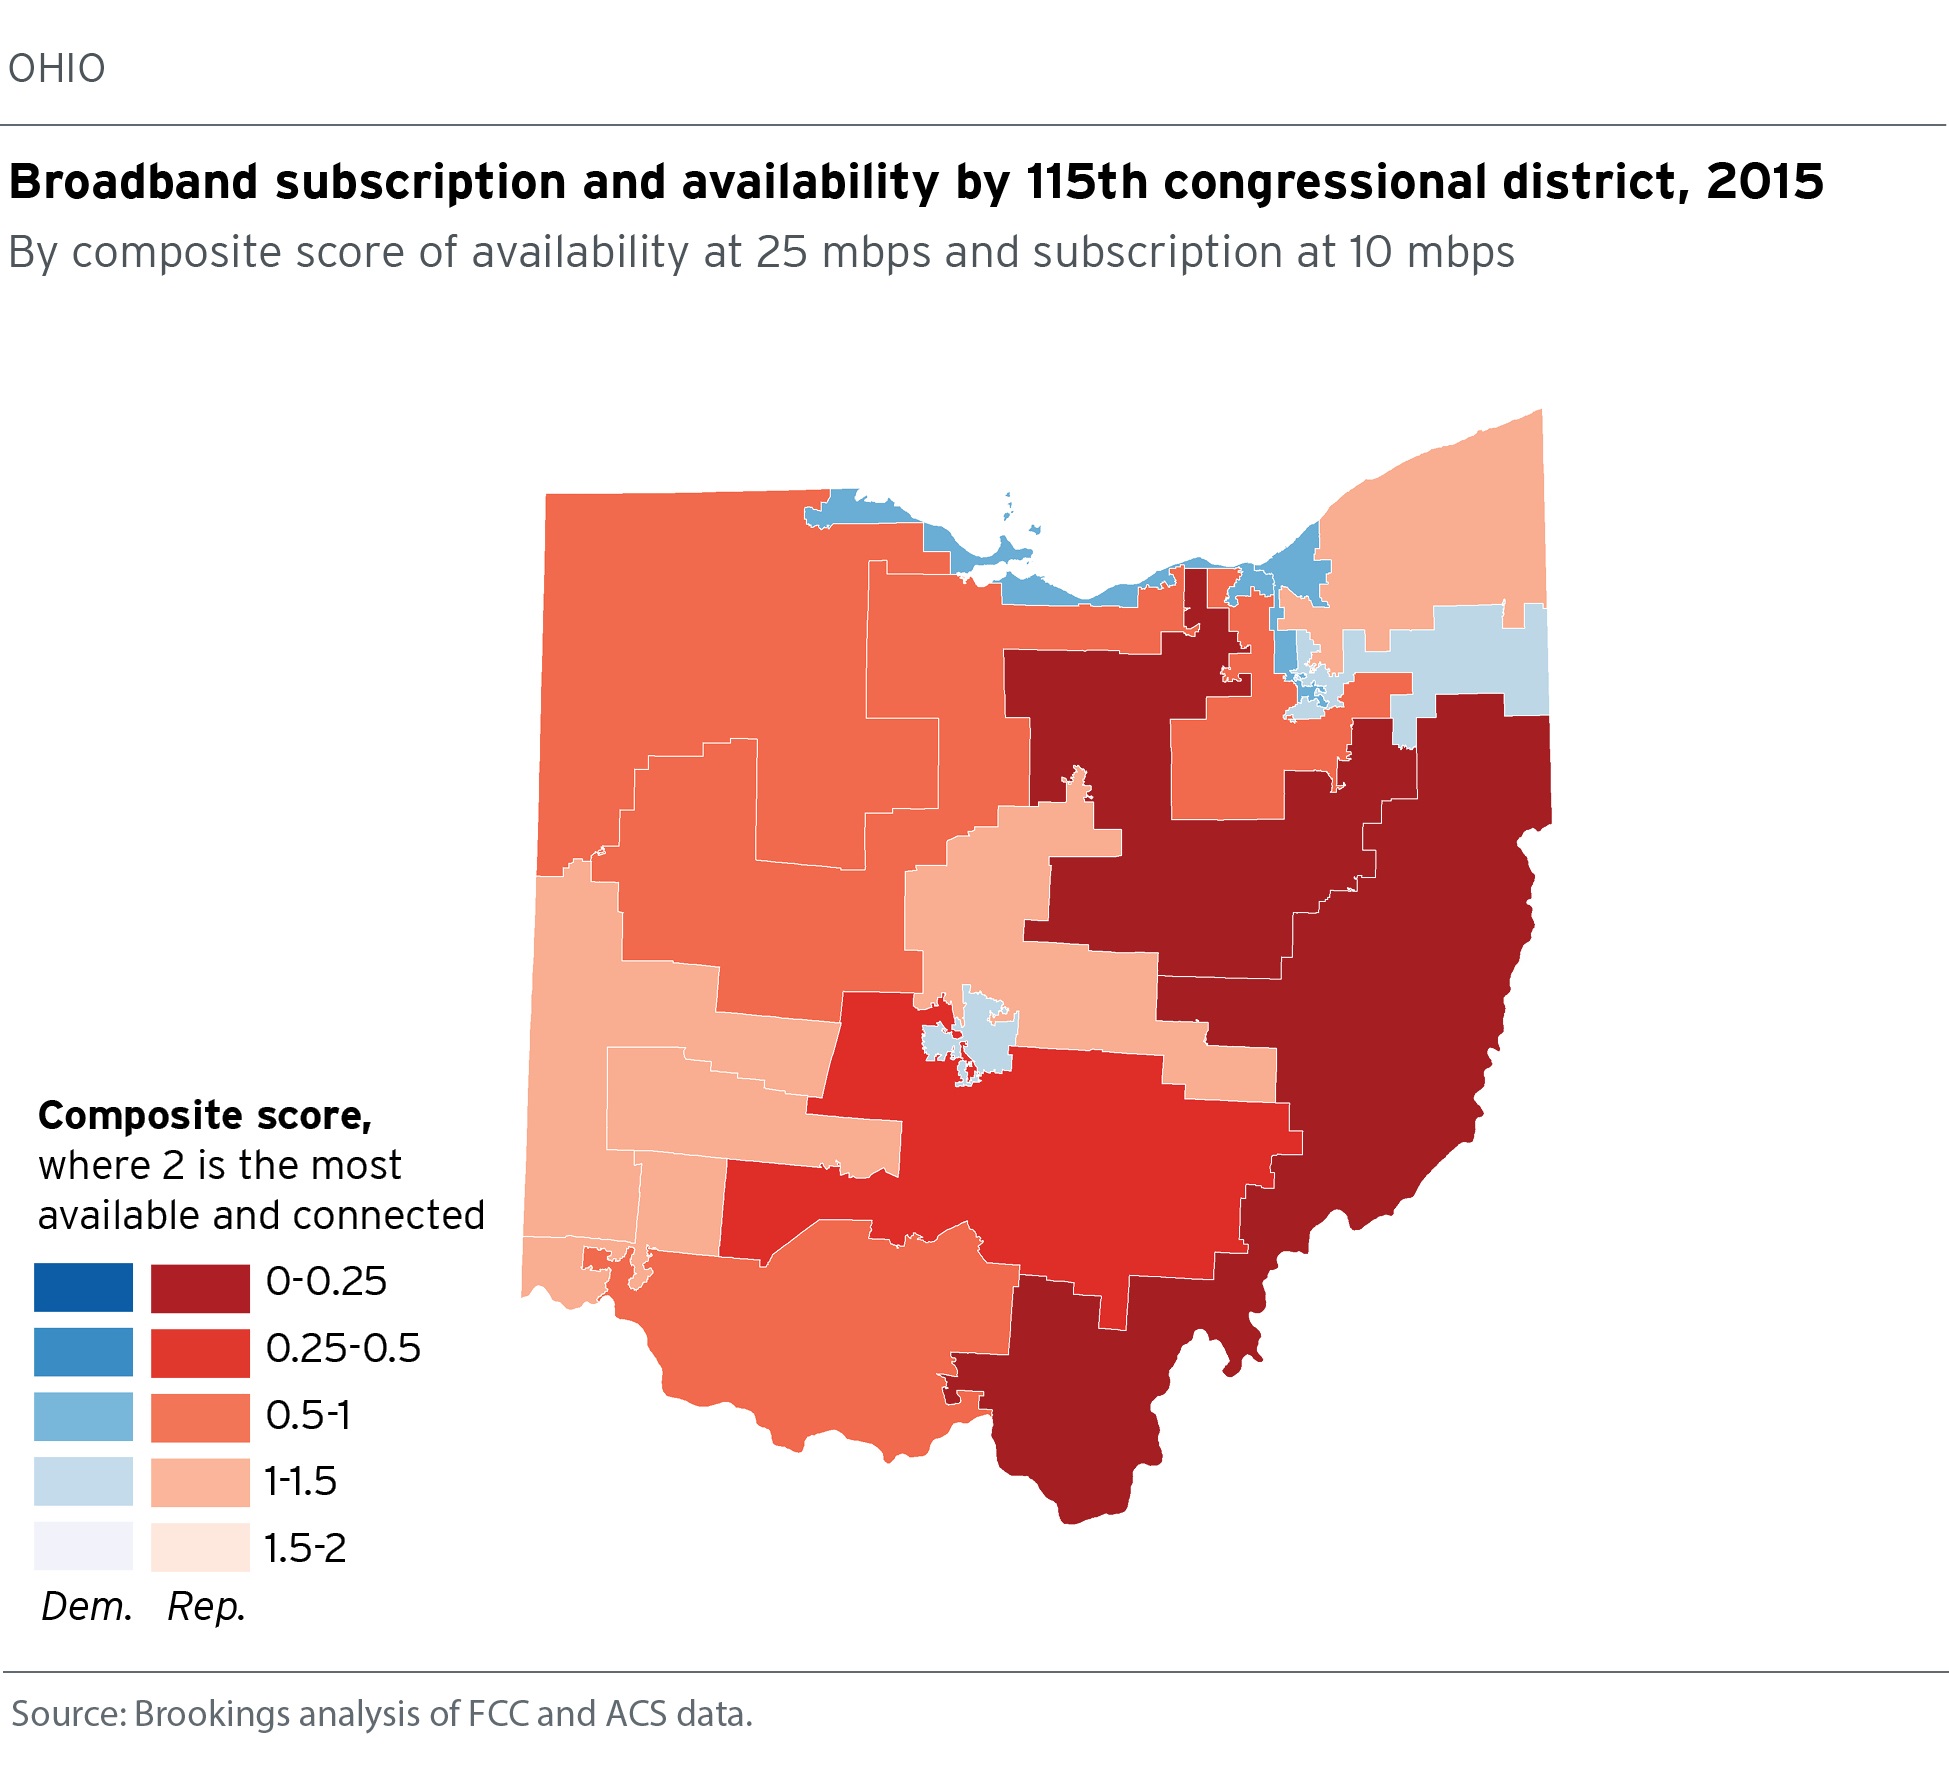 OHIO
Broadband subscription and availability by 115th congressional district, 2015
By composite score of availability at 25 mbps and subscription at 10 mbps
Composite score,
where 2 is the most
available and connected
0-0.25
0.25-0.5
0.5-1
1-1.5
1.5-2
Dem. Rep.
Source: Brookings analysis of FCC and ACS data.